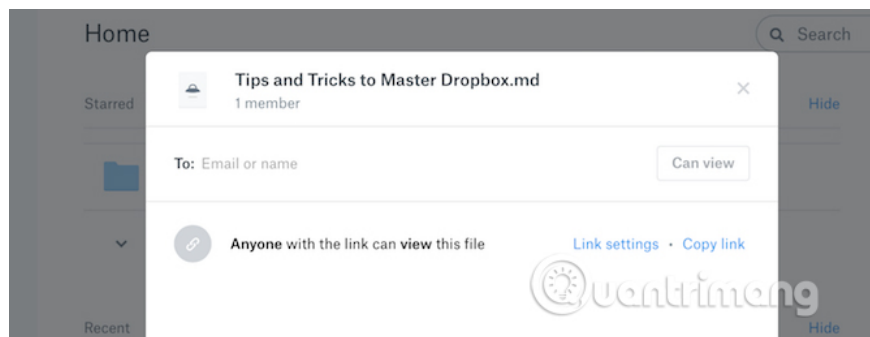 Home
Search
Tips and Tricks to Master Dropbox.md
1 member
Starred
Hide
To: Email or name
Can view
Anyone with the link can view this file
Link settings • Copy link
Quantrimang
Recent
Hide